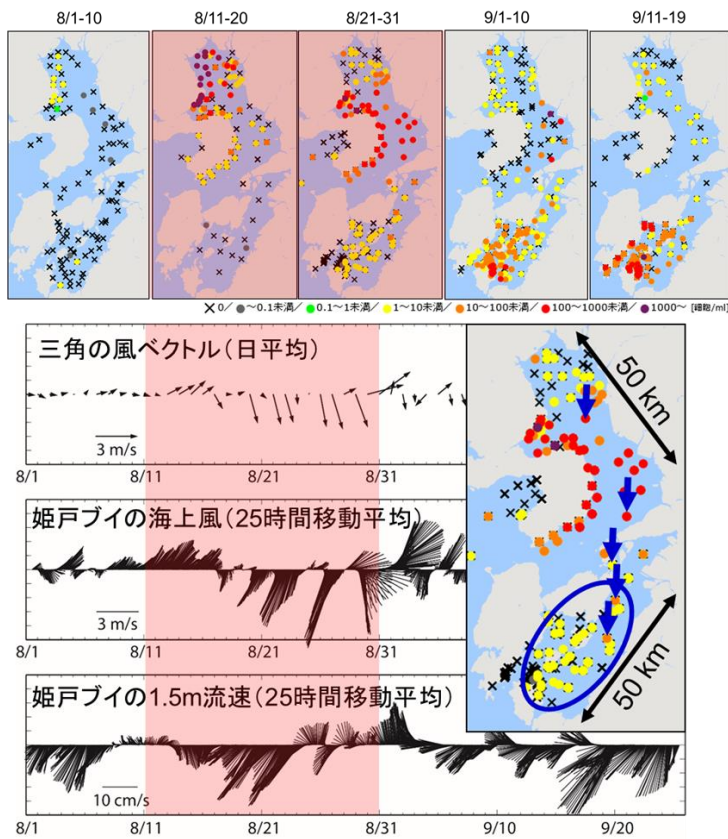 8/1-10 8/11-20 8/21-31 9/1-10 9/11-19
×0／ ●～0.1未満／ ●0.1～1未満／ ●1～10未満／ ●10～100未満／ ●100～1000未満／ ●1000～ [細胞/ml]
三角の風ベクトル（日平均）
3 m/s
8/1 8/11 8/21 8/31
姫戸ブイの海上風（25時間移動平均）
3 m/s
8/1 8/11 8/21 8/31
姫戸ブイの1.5m流速（25時間移動平均）
10 cm/s
8/1 8/11 8/21 8/31 9/10 9/20
50 km
50 km